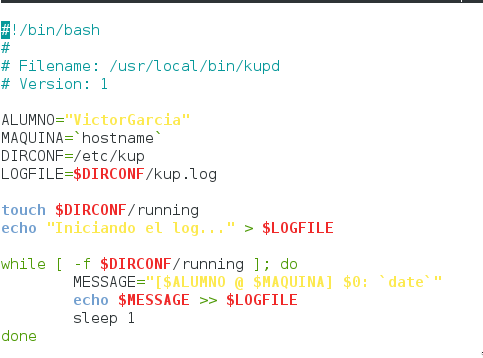 #!/bin/bash
#
# Filename: /usr/local/bin/kupd
# Version: 1
ALUMNO="VictorGarcia"
MAQUINA=`hostname`
DIRCONF=/etc/kup
LOGFILE=$DIRCONF/kup.log
touch $DIRCONF/running
echo "Iniciando el log..." > $LOGFILE
while [ -f $DIRCONF/running ]; do
MESSAGE="[$ALUMNO @ $MAQUINA] $0: `date`"
echo $MESSAGE >> $LOGFILE
sleep 1
done